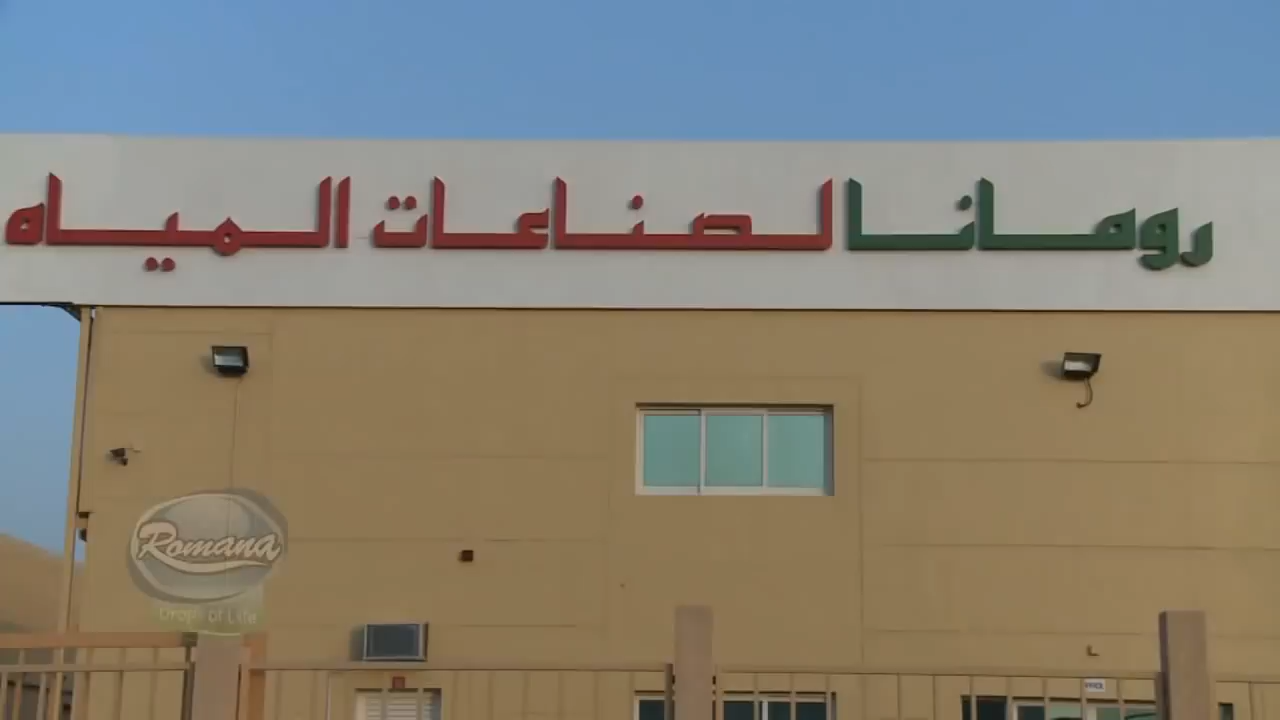 رومانا لصناعات المياه
Romana
Drops of Life